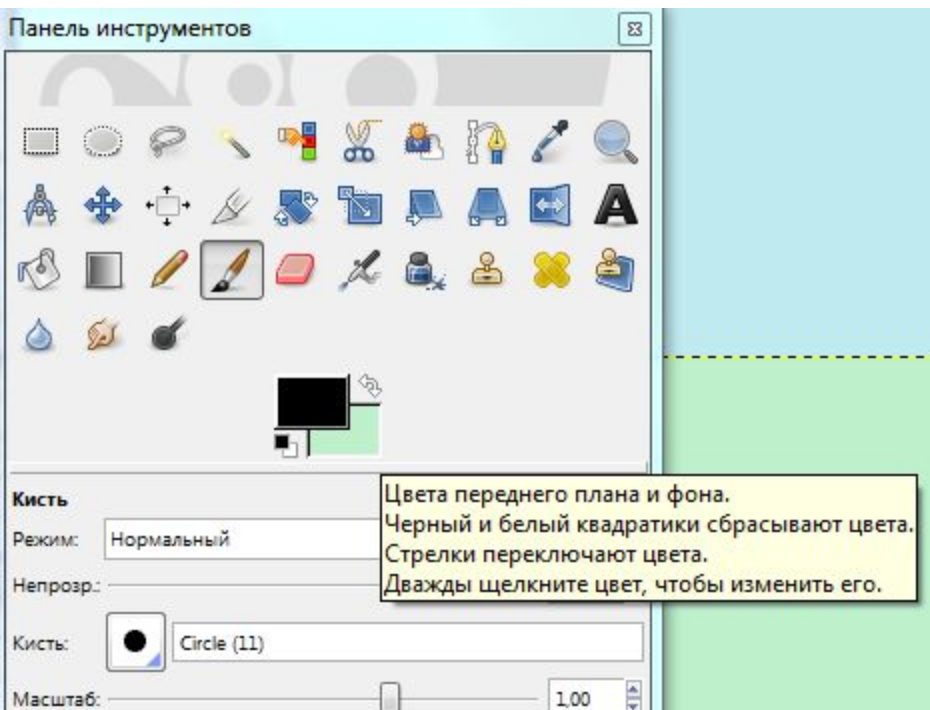 Панель инструментов
Цвета переднего плана и фона.
Черный и белый квадратики сбрасывают цвета.
Стрелки переключают цвета.
Дважды щелкните цвет, чтобы изменить его.
Кисть
Режим: Нормальный
Непрозр.:
Кисть: Circle (11)
Масштаб: 1,00